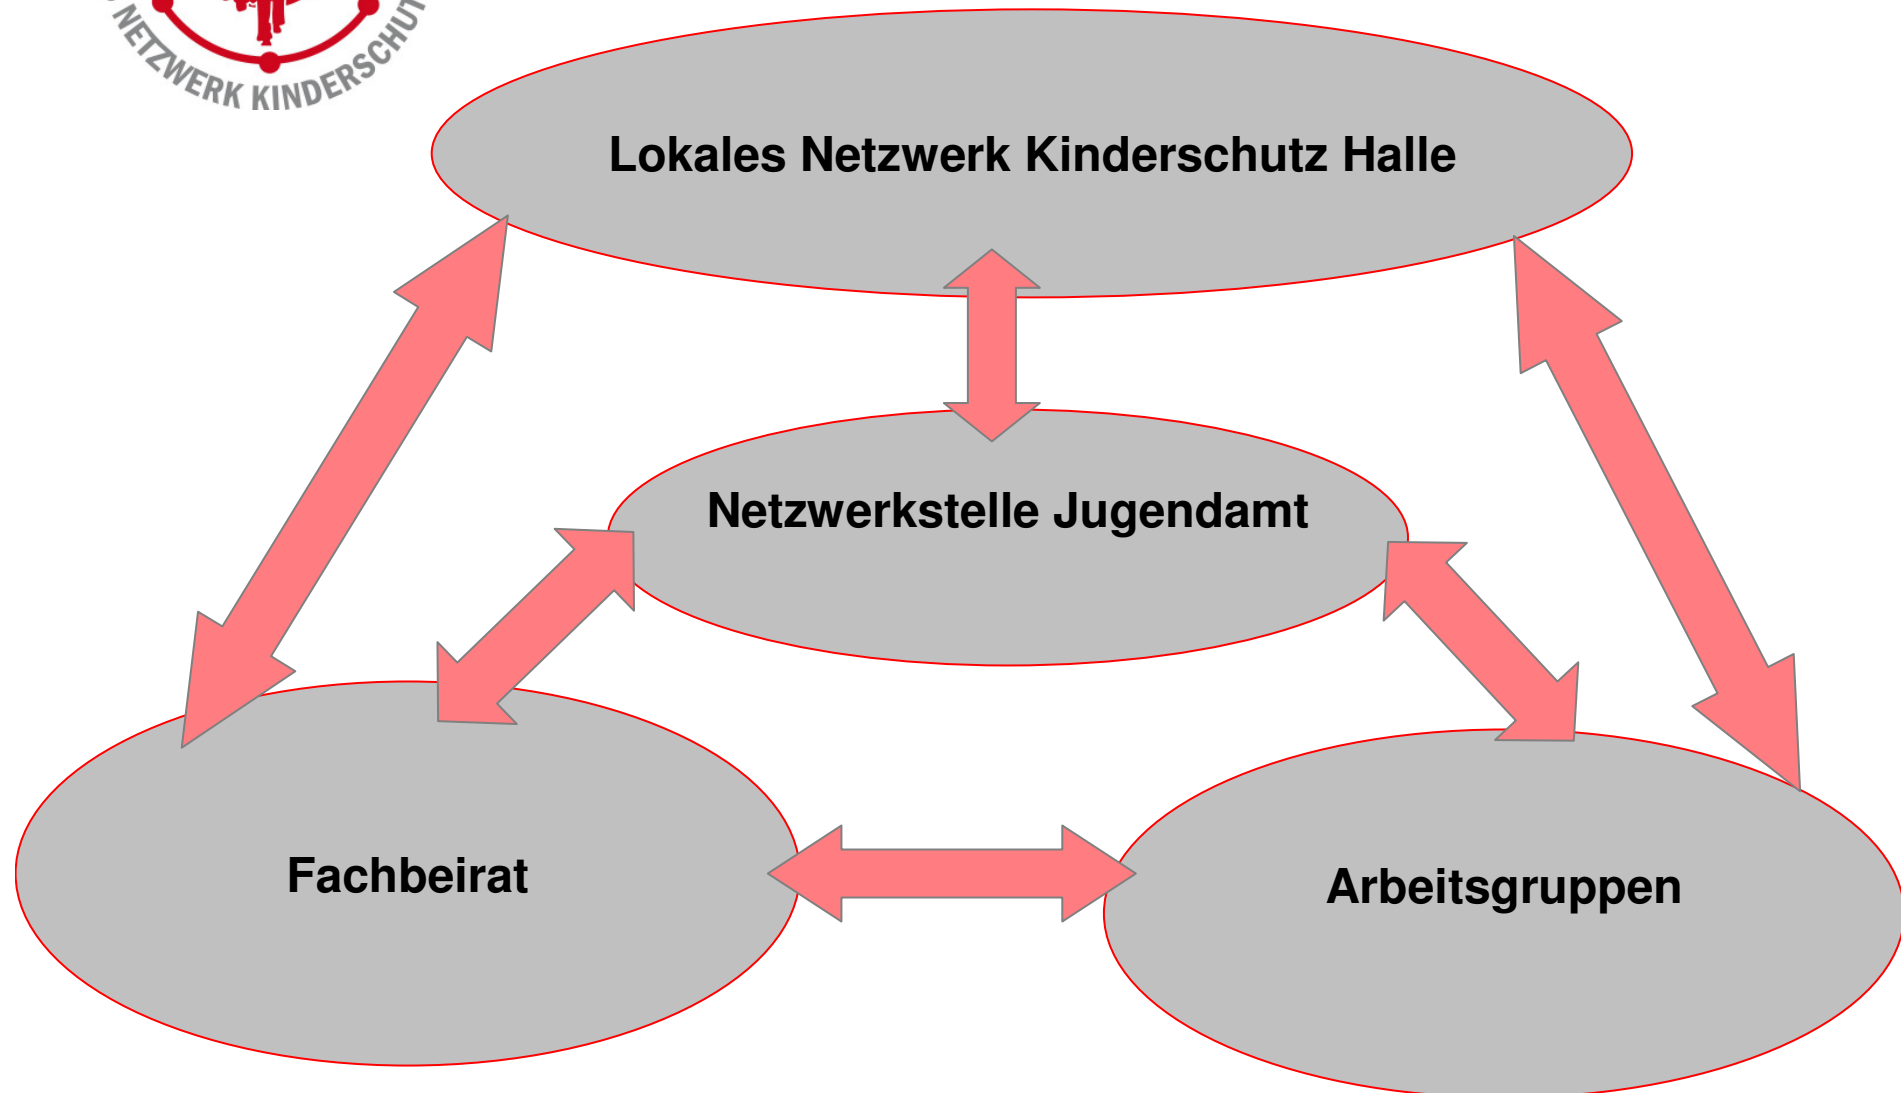 NETZWERK KINDERSCHUT
Lokales Netzwerk Kinderschutz Halle
Netzwerkstelle Jugendamt
Fachbeirat
Arbeitsgruppen